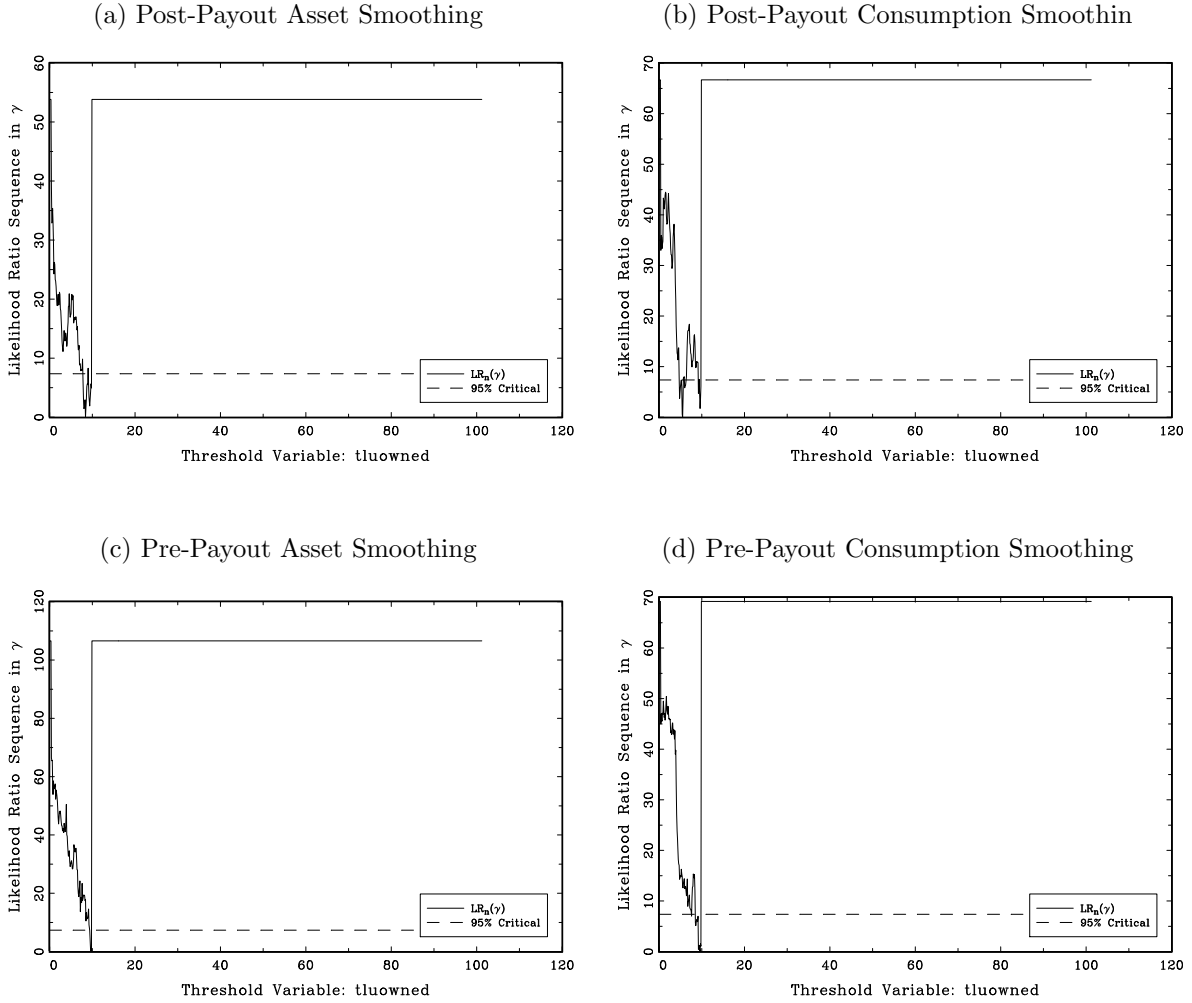 (a) Post-Payout Asset Smoothing
(b) Post-Payout Consumption Smoothin
Likelihood Ratio Sequence in γ
60
50
40
30
20
10
0
0 20 40 60 80 100 120
Threshold Variable: tluowned
LRn(γ)
95% Critical
Likelihood Ratio Sequence in γ
70
60
50
40
30
20
10
0
0 20 40 60 80 100 120
Threshold Variable: tluowned
LRn(γ)
95% Critical
(c) Pre-Payout Asset Smoothing
(d) Pre-Payout Consumption Smoothing
Likelihood Ratio Sequence in γ
120
100
80
60
40
20
0
0 20 40 60 80 100 120
Threshold Variable: tluowned
LRn(γ)
95% Critical
Likelihood Ratio Sequence in γ
70
60
50
40
30
20
10
0
0 20 40 60 80 100 120
Threshold Variable: tluowned
LRn(γ)
95% Critical